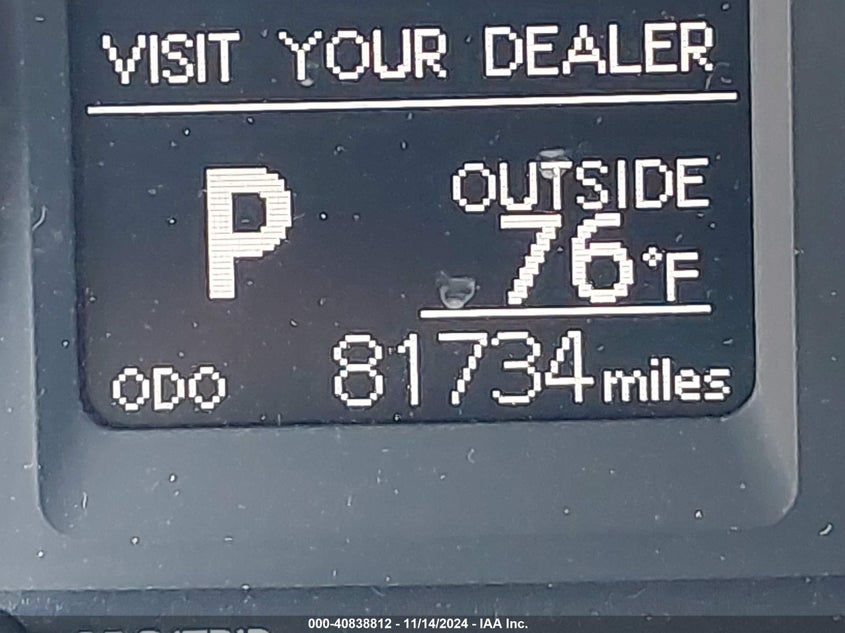 VISIT YOUR DEALER
P
OUTSIDE
76°F
ODO 81734 miles
000-40838812 - 11/14/2024 - IAA Inc.